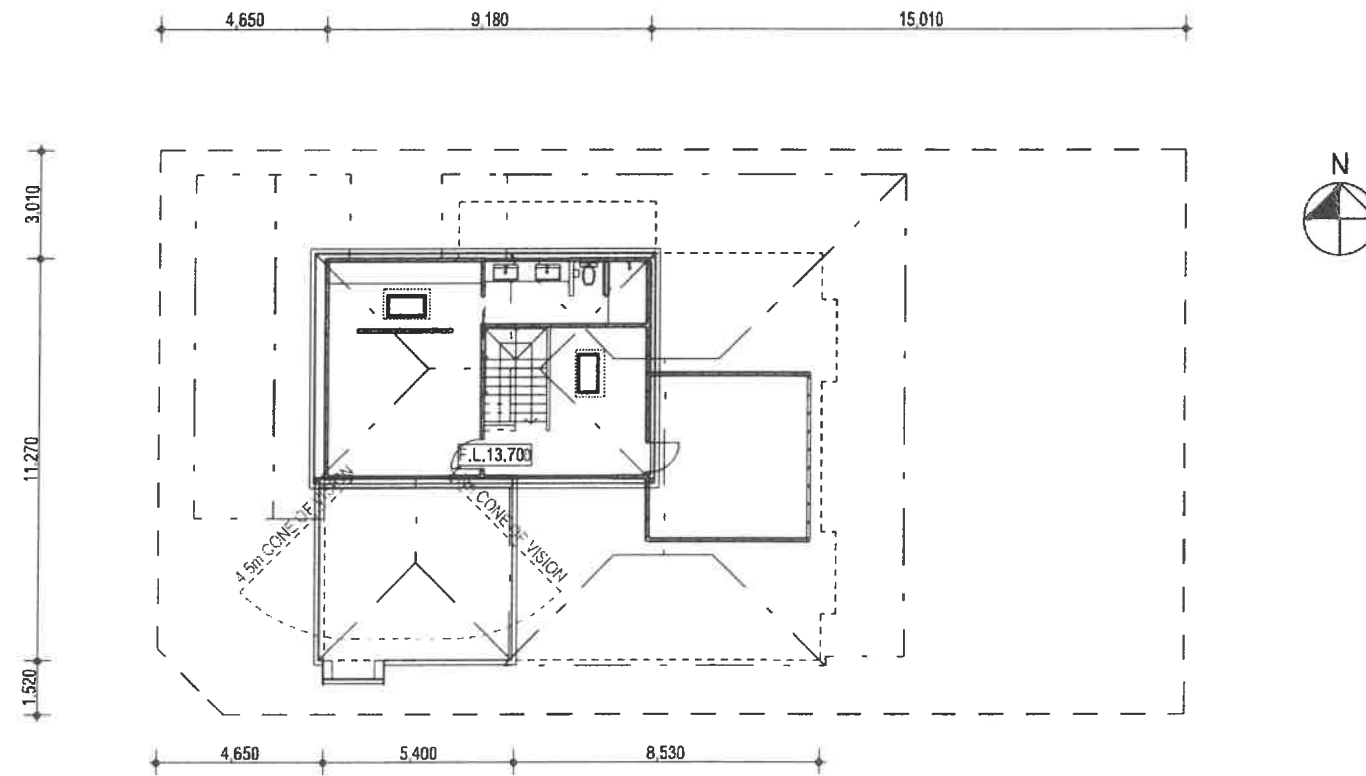 4,650
9,180
15,010
N
3,010
11,270
1,520
F.L.13,700
4.5m CONE OF VISION
CONE OF VISION
4,650
5,400
8,530